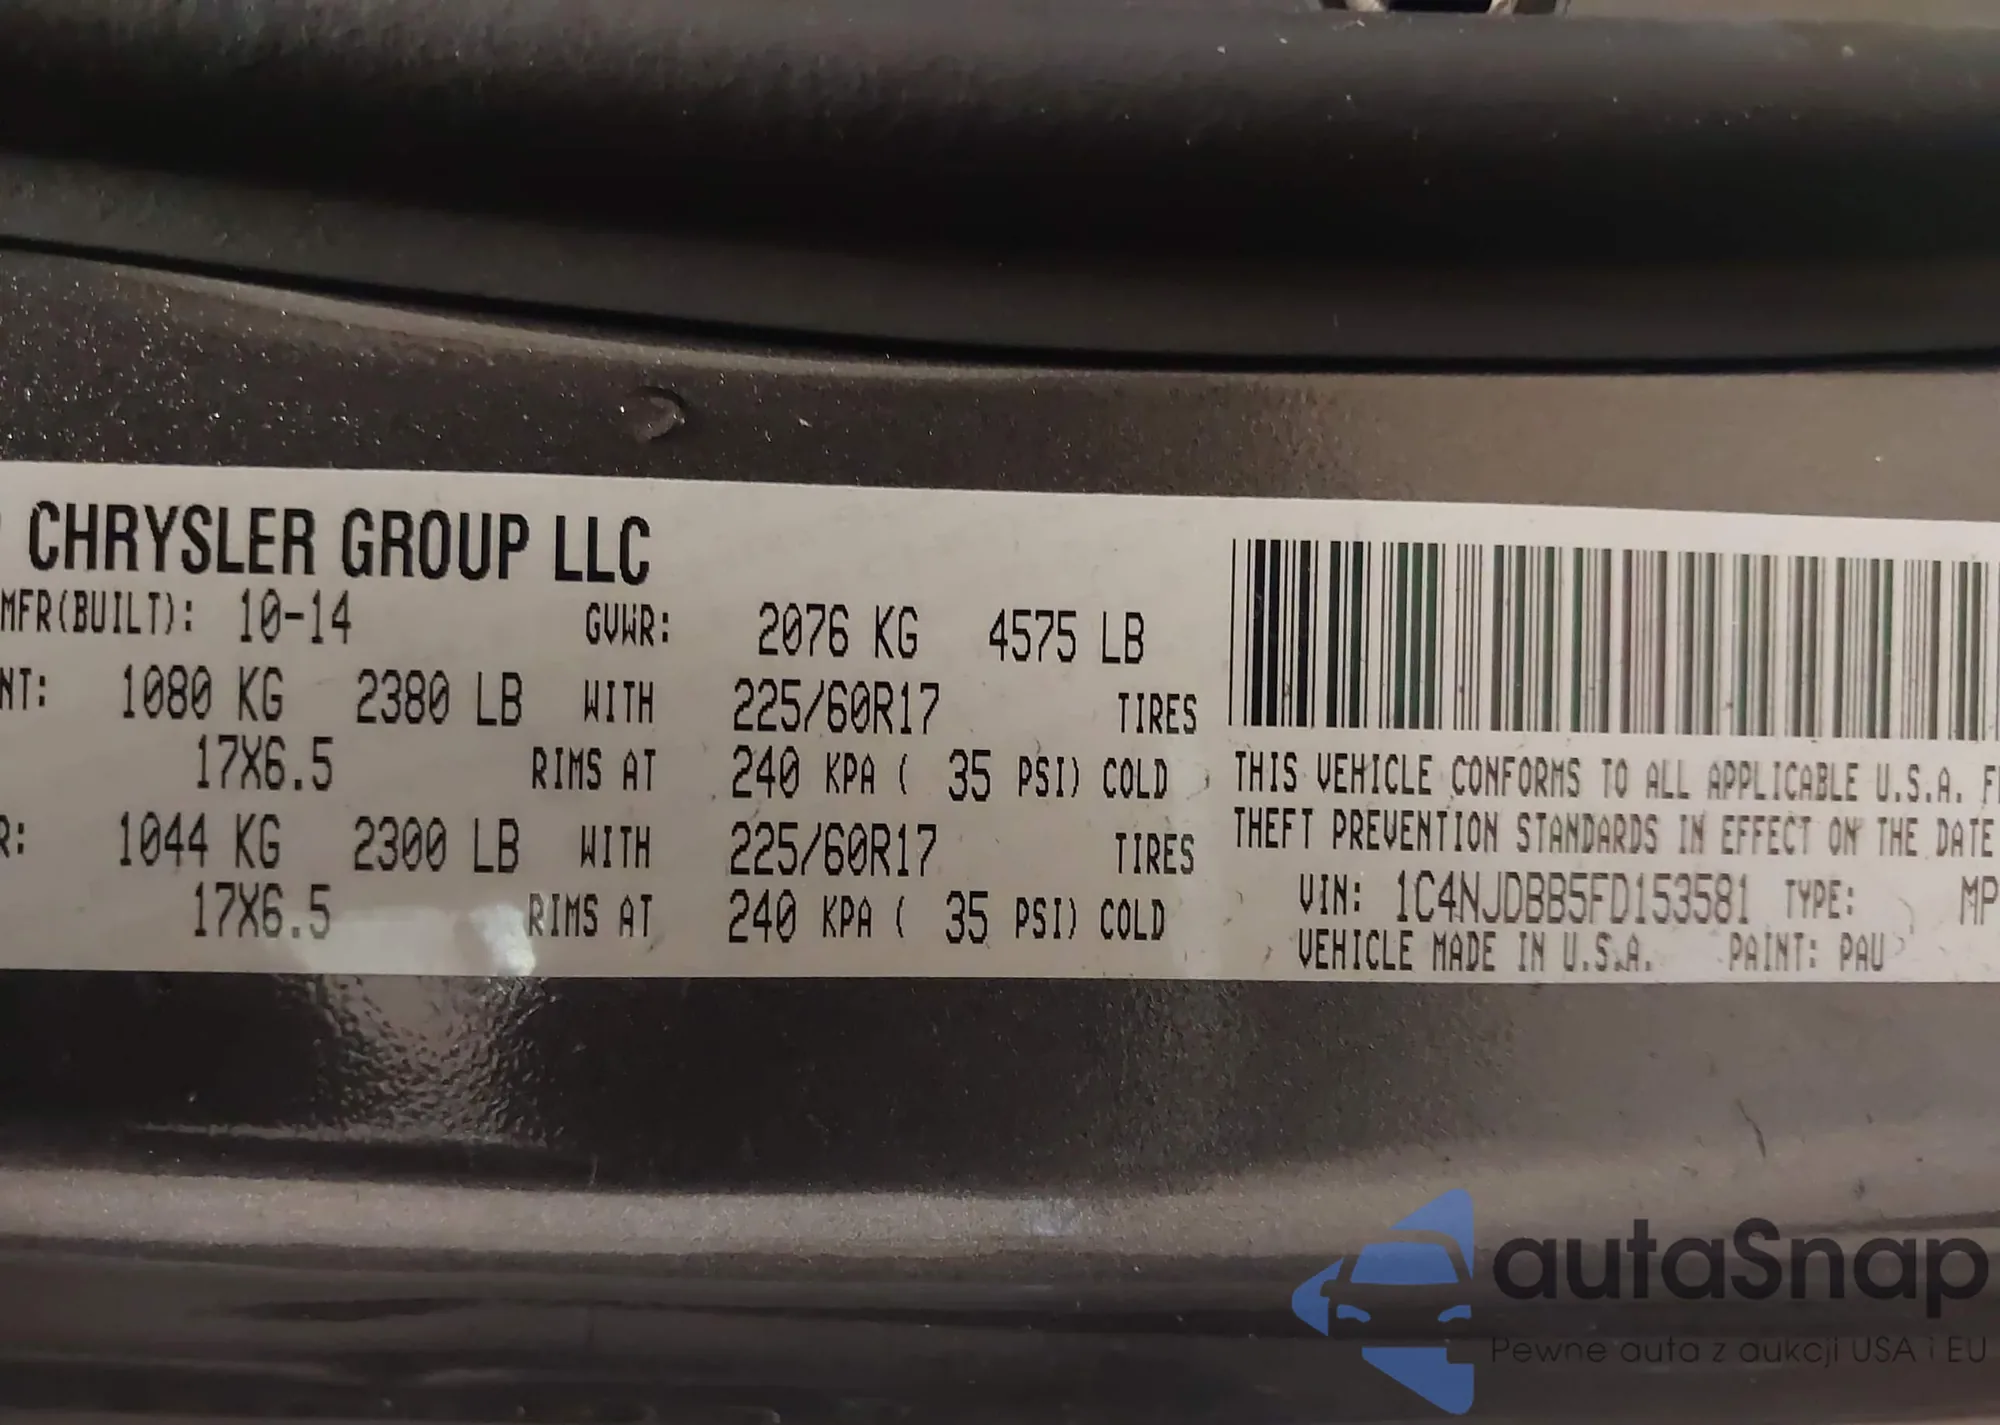 CHRYSLER GROUP LLC
MFR(BUILT): 10-14 GVWR: 2076 KG 4575 LB
NT: 1080 KG 2380 LB WITH 225/60R17 TIRES
17X6.5 RIMS AT 240 KPA ( 35 PSI) COLD
R: 1044 KG 2300 LB WITH 225/60R17 TIRES
17X6.5 RIMS AT 240 KPA ( 35 PSI) COLD
THIS VEHICLE CONFORMS TO ALL APPLICABLE U.S.A. F
THEFT PREVENTION STANDARDS IN EFFECT ON THE DATE
VIN: 1C4NJDBB5FD153581 TYPE: MP
VEHICLE MADE IN U.S.A. PAINT: PAU
autaSnap
Pewne auta z aukcji USA i EU